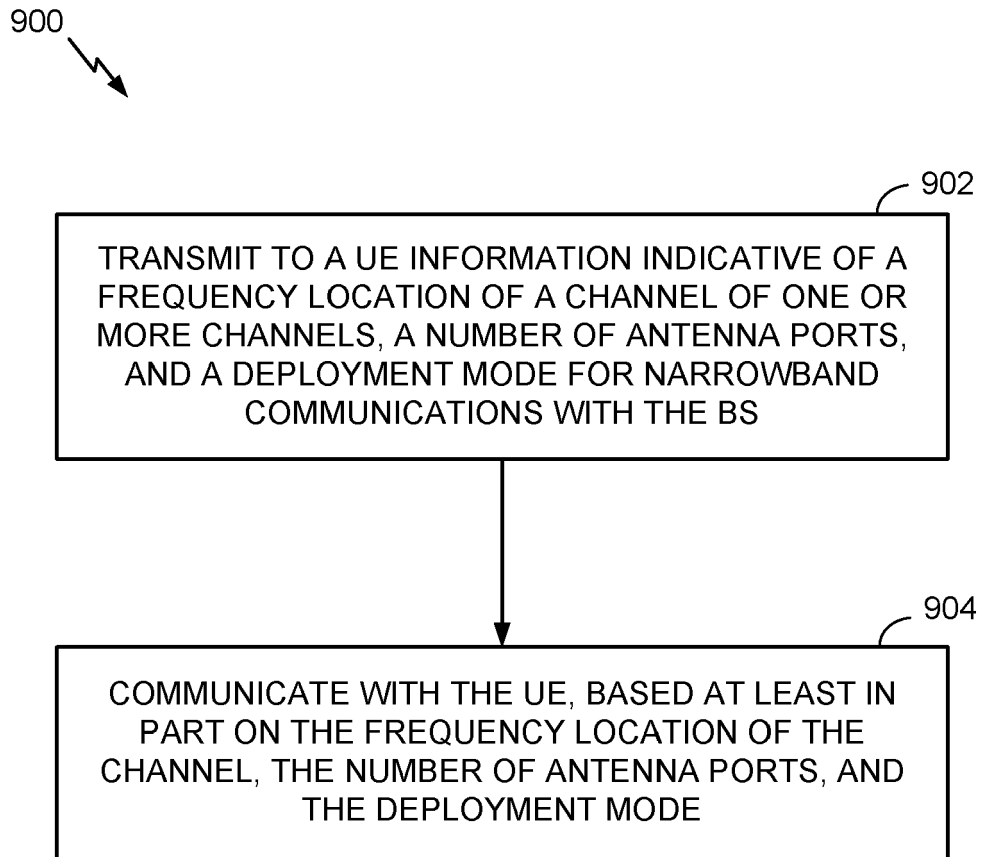 900
902
TRANSMIT TO A UE INFORMATION INDICATIVE OF A
FREQUENCY LOCATION OF A CHANNEL OF ONE OR
MORE CHANNELS, A NUMBER OF ANTENNA PORTS,
AND A DEPLOYMENT MODE FOR NARROWBAND
COMMUNICATIONS WITH THE BS
904
COMMUNICATE WITH THE UE, BASED AT LEAST IN
PART ON THE FREQUENCY LOCATION OF THE
CHANNEL, THE NUMBER OF ANTENNA PORTS, AND
THE DEPLOYMENT MODE